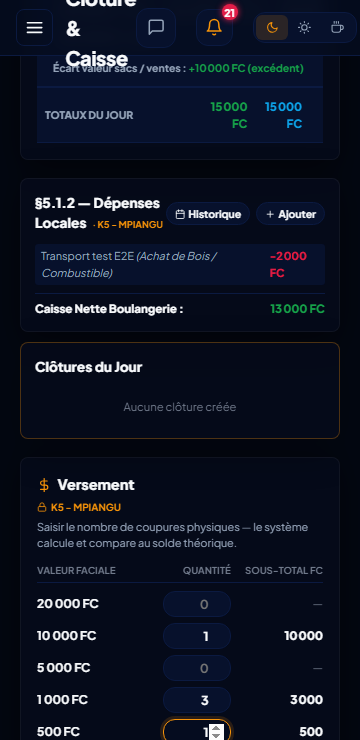 Clôture
&
Caisse
21
Écart valeur sacs / ventes : +10 000 FC (excédent)
TOTAUX DU JOUR 15 000 FC 15 000 FC
§5.1.2 — Dépenses Locales · K5 - MPIANGU
Historique
+ Ajouter
Transport test E2E (Achat de Bois / Combustible) -2 000 FC
Caisse Nette Boulangerie : 13 000 FC
Clôtures du Jour
Aucune clôture créée
$ Versement
K5 - MPIANGU
Saisir le nombre de coupures physiques — le système
calcule et compare au solde théorique.
VALEUR FACIALE QUANTITÉ SOUS-TOTAL FC
20 000 FC 0 —
10 000 FC 1 10 000
5 000 FC 0 —
1 000 FC 3 3 000
500 FC 1 500